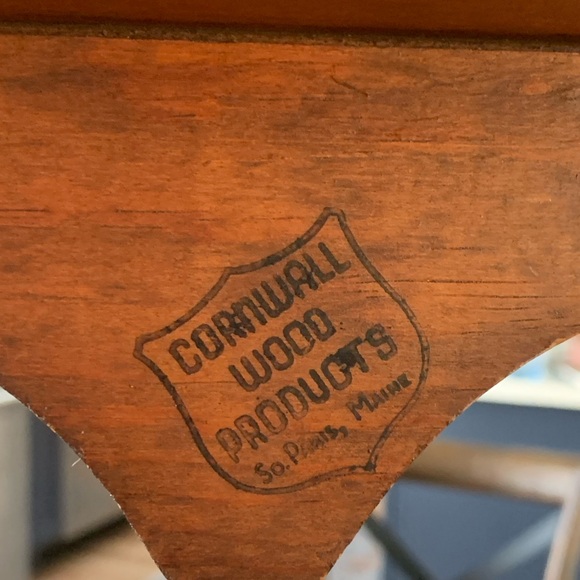 CORNWALL
WOOD
PRODUCTS
So. Paris, Maine